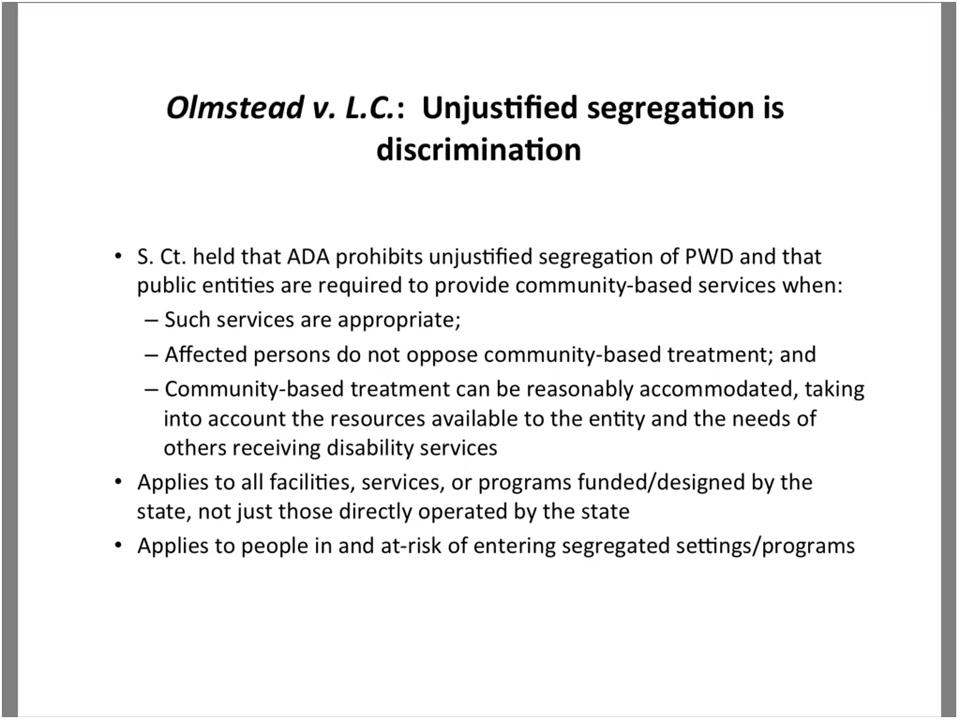 Olmstead v. L.C.: Unjustified segregation is
discrimination
• S. Ct. held that ADA prohibits unjustified segregation of PWD and that
public entities are required to provide community-based services when:
– Such services are appropriate;
– Affected persons do not oppose community-based treatment; and
– Community-based treatment can be reasonably accommodated, taking
into account the resources available to the entity and the needs of
others receiving disability services
• Applies to all facilities, services, or programs funded/designed by the
state, not just those directly operated by the state
• Applies to people in and at-risk of entering segregated settings/programs